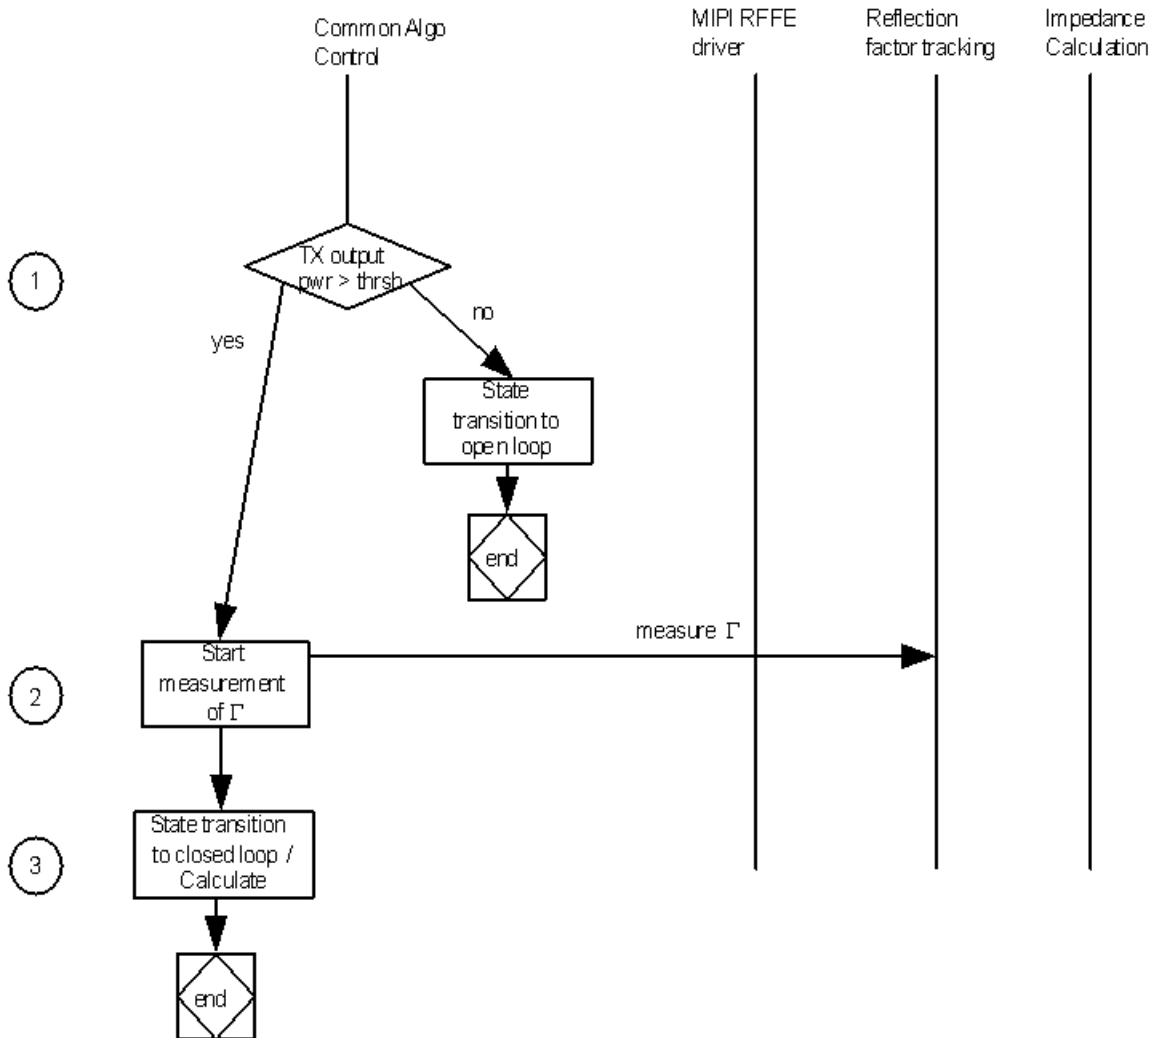 Common Algo
Control
MIPI RFFE
driver
Reflection
factor tracking
Impedance
Calculation
1
TX output
pwr > thrsh
yes
no
State
transition to
open loop
end
measure Γ
2
Start
measurement
of Γ
3
State transition
to closed loop /
Calculate
end